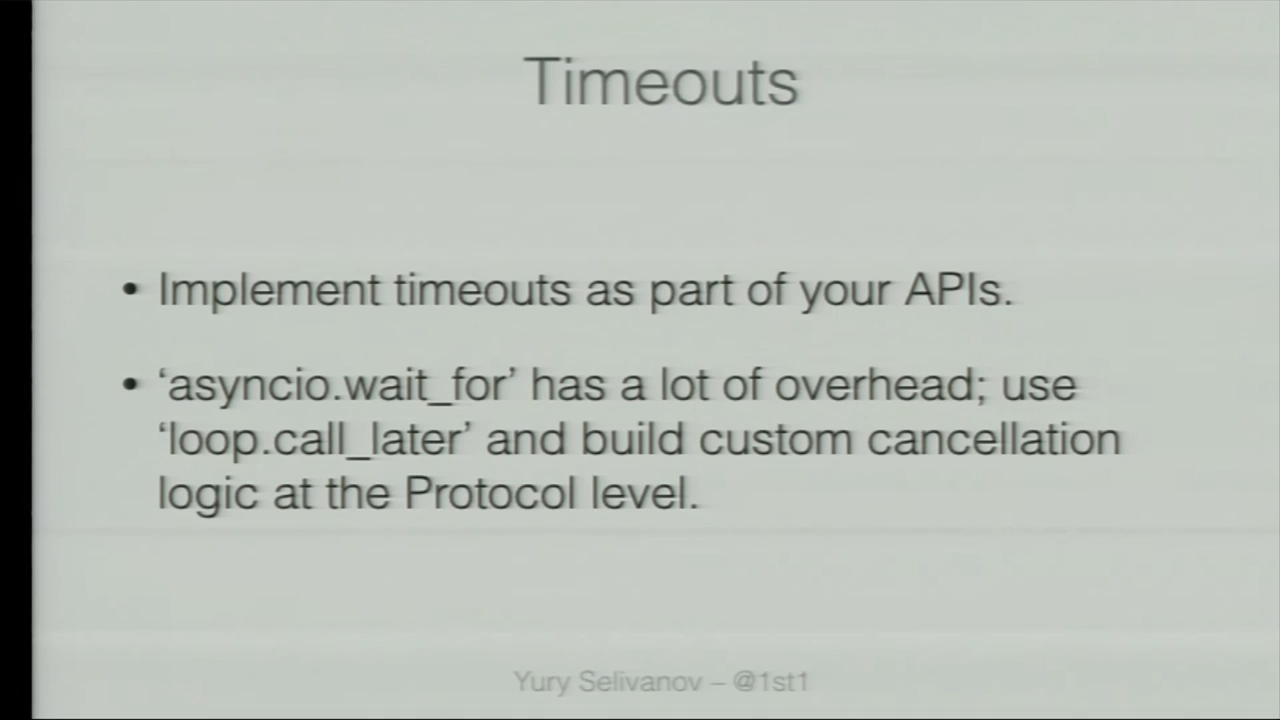 Timeouts
• Implement timeouts as part of your APIs.
• ‘asyncio.wait_for’ has a lot of overhead; use
‘loop.call_later’ and build custom cancellation
logic at the Protocol level.
Yury Selivanov – @1st1